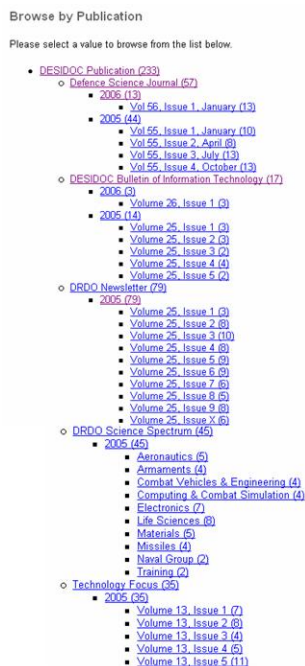 Browse by Publication
Please select a value to browse from the list below.
DESIDOC Publication (233)
Defence Science Journal (57)
2006 (13)
Vol 56, Issue 1, January (13)
2005 (44)
Vol 55, Issue 1, January (10)
Vol 55, Issue 2, April (8)
Vol 55, Issue 3, July (13)
Vol 55, Issue 4, October (13)
DESIDOC Bulletin of Information Technology (17)
2006 (3)
Volume 26, Issue 1 (3)
2005 (14)
Volume 25, Issue 1 (3)
Volume 25, Issue 2 (3)
Volume 25, Issue 3 (2)
Volume 25, Issue 4 (4)
Volume 25, Issue 5 (2)
DRDO Newsletter (79)
2005 (79)
Volume 25, Issue 1 (3)
Volume 25, Issue 2 (8)
Volume 25, Issue 3 (10)
Volume 25, Issue 4 (8)
Volume 25, Issue 5 (9)
Volume 25, Issue 6 (9)
Volume 25, Issue 7 (6)
Volume 25, Issue 8 (5)
Volume 25, Issue 9 (8)
Volume 25, Issue X (6)
DRDO Science Spectrum (45)
2005 (45)
Aeronautics (5)
Armaments (4)
Combat Vehicles & Engineering (4)
Computing & Combat Simulation (4)
Electronics (7)
Life Sciences (8)
Materials (5)
Missiles (4)
Naval Group (2)
Training (2)
Technology Focus (35)
2005 (35)
Volume 13, Issue 1 (7)
Volume 13, Issue 2 (8)
Volume 13, Issue 3 (4)
Volume 13, Issue 4 (5)
Volume 13, Issue 5 (11)